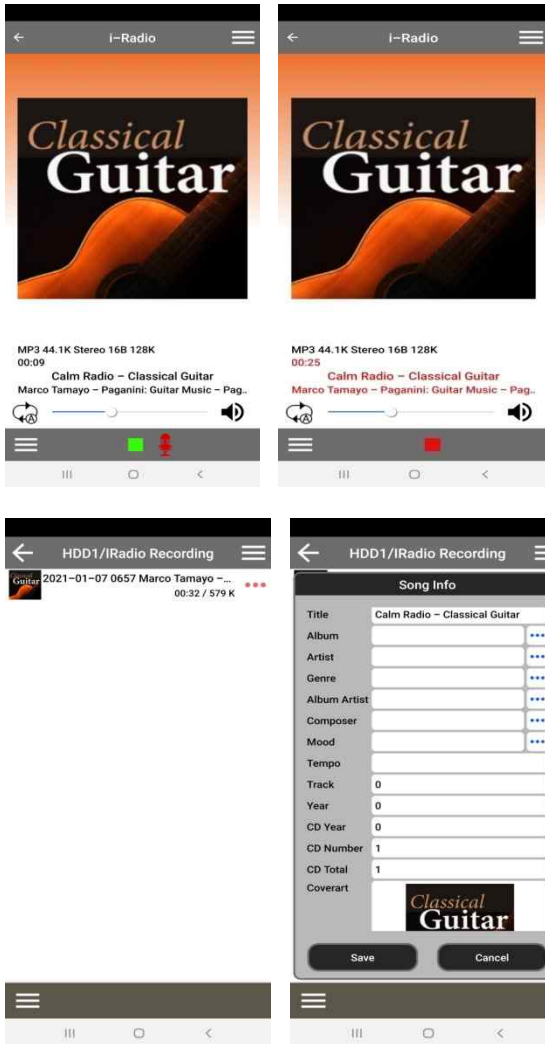 i-Radio
Classical
Guitar
MP3 44.1K Stereo 16B 128K
00:09
Calm Radio - Classical Guitar
Marco Tamayo - Paganini: Guitar Music - Pag..
A
i-Radio
Classical
Guitar
MP3 44.1K Stereo 16B 128K
00:25
Calm Radio - Classical Guitar
Marco Tamayo - Paganini: Guitar Music - Pag..
A
HDD1/IRadio Recording
Guitar
2021-01-07 0657 Marco Tamayo -...
00:32 / 579 K
HDD1/IRadio Recording
Song Info
Title Calm Radio - Classical Guitar
Album
Artist
Genre
Album Artist
Composer
Mood
Tempo
Track 0
Year 0
CD Year 0
CD Number 1
CD Total 1
Coverart
Classical
Guitar
Save Cancel